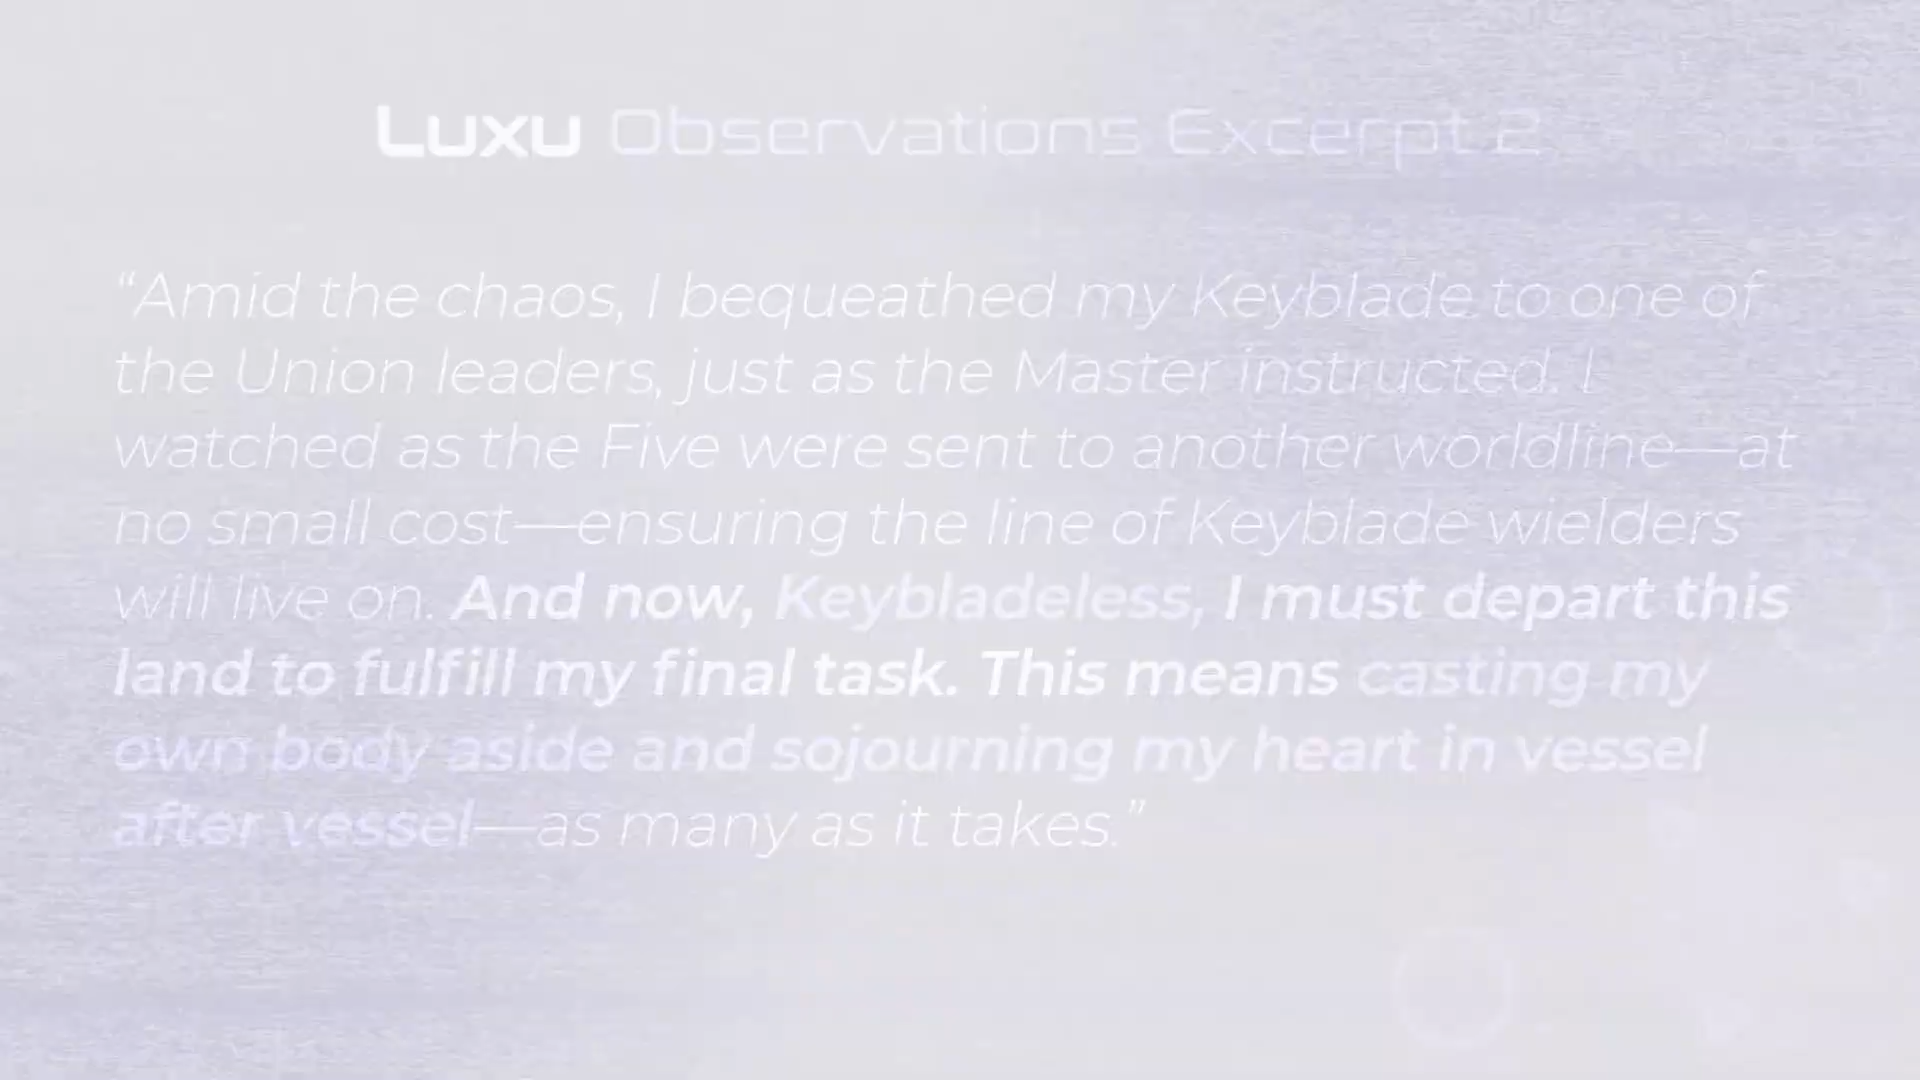 Luxu Observations Excerpt 2
“Amid the chaos, I bequeathed my Keyblade to one of
the Union leaders, just as the Master instructed. I
watched as the Five were sent to another worldline—at
no small cost—ensuring the line of Keyblade wielders
will live on. And now, Keybladeless, I must depart this
land to fulfill my final task. This means casting my
own body aside and sojourning my heart in vessel
after vessel—as many as it takes.”